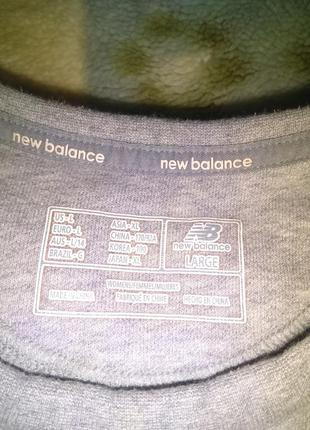 new balance
new balance
US - L
EURO - L
AUS - L/14
BRAZIL - G
ASIA - XL
CHINA -
KOREA -
JAPAN - XL
NB
new balance
LARGE
WOMENS/FEMMES/MUJERES
MADE IN CHINA
FABRIQUÉ EN CHINE
HECHO EN CHINA